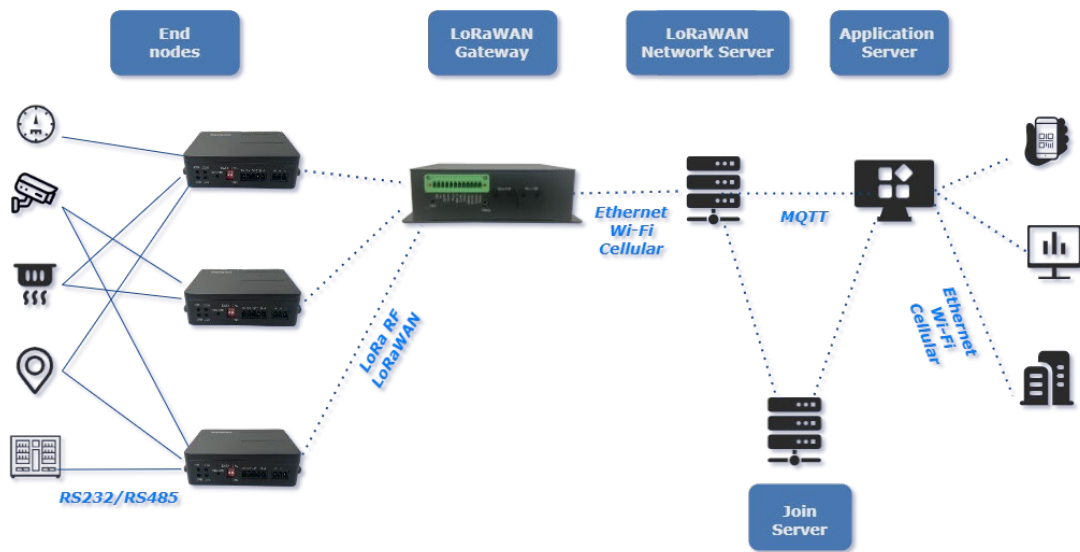 End
nodes
LoRaWAN
Gateway
LoRaWAN
Network Server
Application
Server
Ethernet
Wi-Fi
Cellular
MQTT
LoRa RF
LoRaWAN
Ethernet
Wi-Fi
Cellular
RS232/RS485
Join
Server